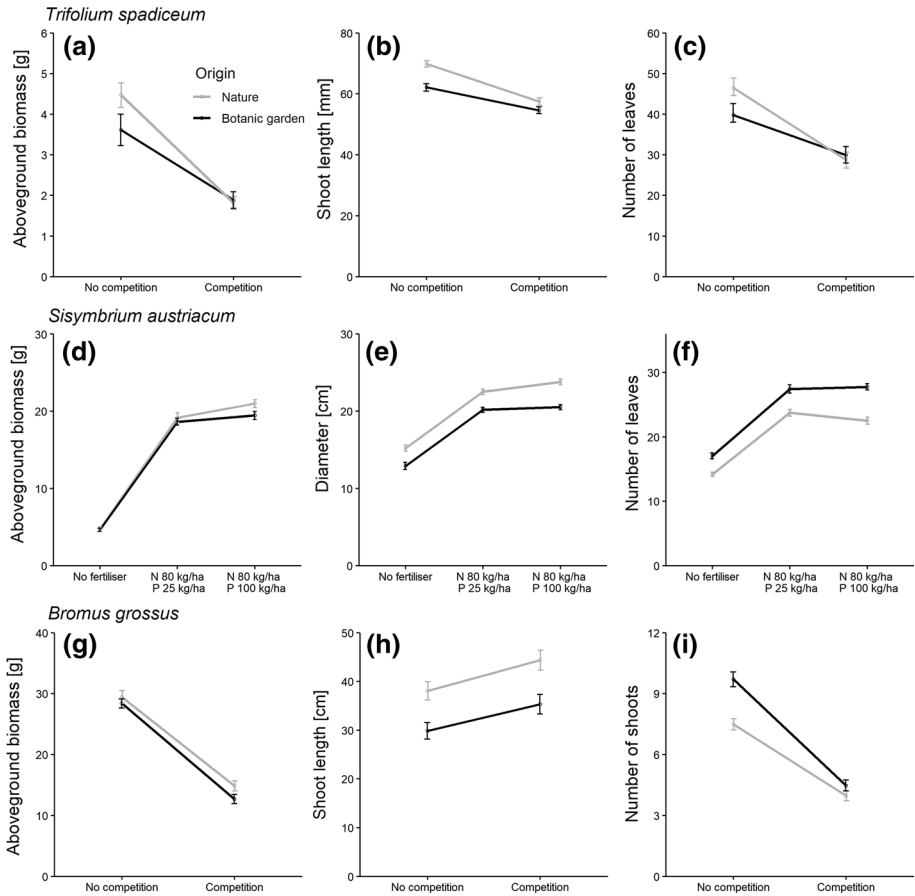 Trifolium spadiceum
(a)
Aboveground biomass [g]
6
5
4
3
2
1
0
Origin
Nature
Botanic garden
No competition
Competition
(b)
Shoot length [mm]
80
60
40
20
0
No competition
Competition
(c)
Number of leaves
60
50
40
30
20
10
0
No competition
Competition
Sisymbrium austriacum
(d)
Aboveground biomass [g]
30
20
10
0
No fertiliser
N 80 kg/ha
P 25 kg/ha
N 80 kg/ha
P 100 kg/ha
(e)
Diameter [cm]
30
20
10
0
No fertiliser
N 80 kg/ha
P 25 kg/ha
N 80 kg/ha
P 100 kg/ha
(f)
Number of leaves
30
20
10
0
No fertiliser
N 80 kg/ha
P 25 kg/ha
N 80 kg/ha
P 100 kg/ha
Bromus grossus
(g)
Aboveground biomass [g]
40
30
20
10
0
No competition
Competition
(h)
Shoot length [cm]
50
40
30
20
10
0
No competition
Competition
(i)
Number of shoots
12
9
6
3
0
No competition
Competition